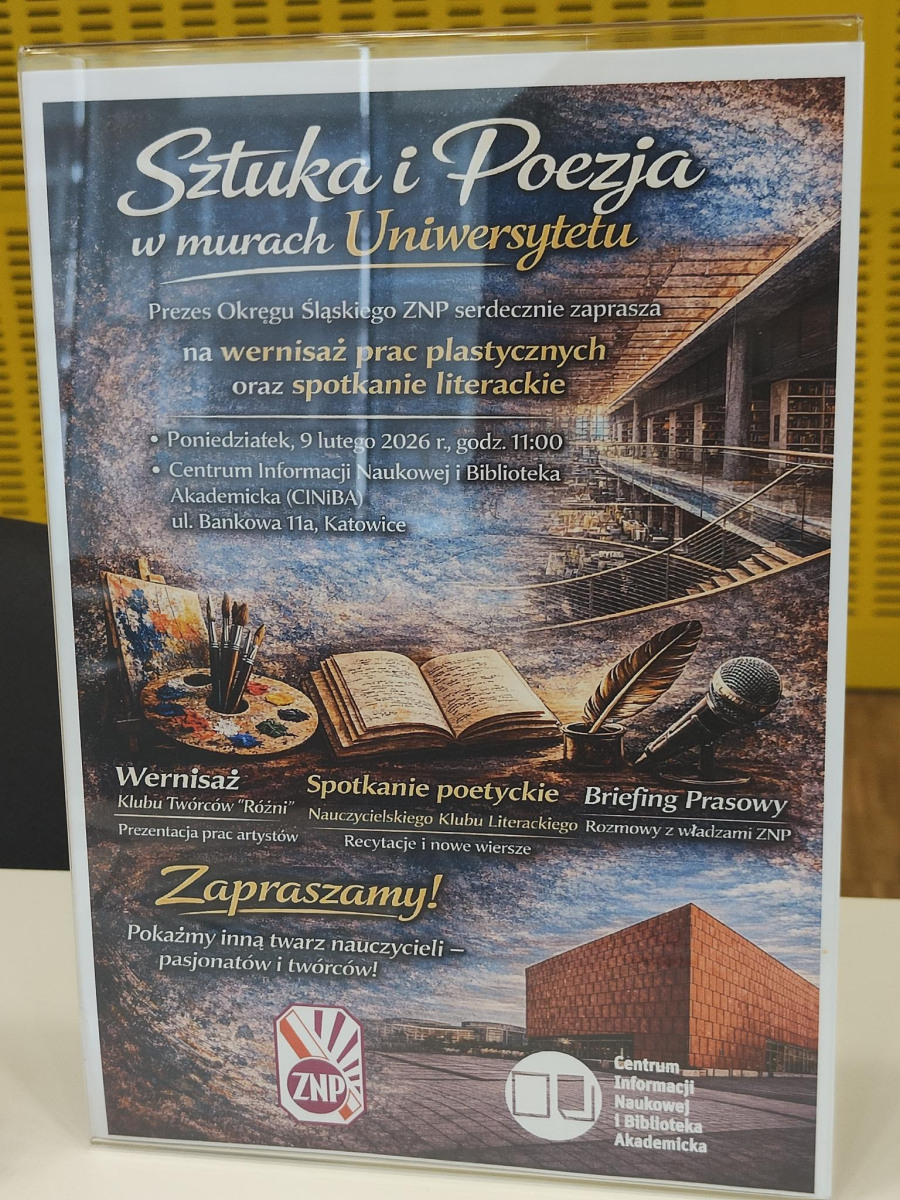 Sztuka i Poezja
w murach Uniwersytetu
Prezes Okręgu Śląskiego ZNP serdecznie zaprasza
na wernisaż prac plastycznych
oraz spotkanie literackie
• Poniedziałek, 9 lutego 2026 r., godz. 11:00
• Centrum Informacji Naukowej i Biblioteka
Akademicka (CINiBA)
ul. Bankowa 11a, Katowice
Wernisaż
Klubu Twórców "Różni"
Prezentacja prac artystów
Spotkanie poetyckie
Nauczycielskiego Klubu Literackiego
Recytacje i nowe wiersze
Briefing Prasowy
Rozmowy z władzami ZNP
Zapraszamy!
Pokażmy inną twarz nauczycieli –
pasjonatów i twórców!
ZNP
Centrum
Informacji
Naukowej
i Biblioteka
Akademicka